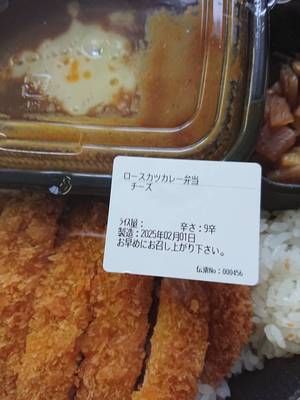 ロースカツカレー弁当
チーズ
ライス量： 辛さ：9辛
製造：2025年02月01日
お早めにお召し上がり下さい。
伝票No：000456